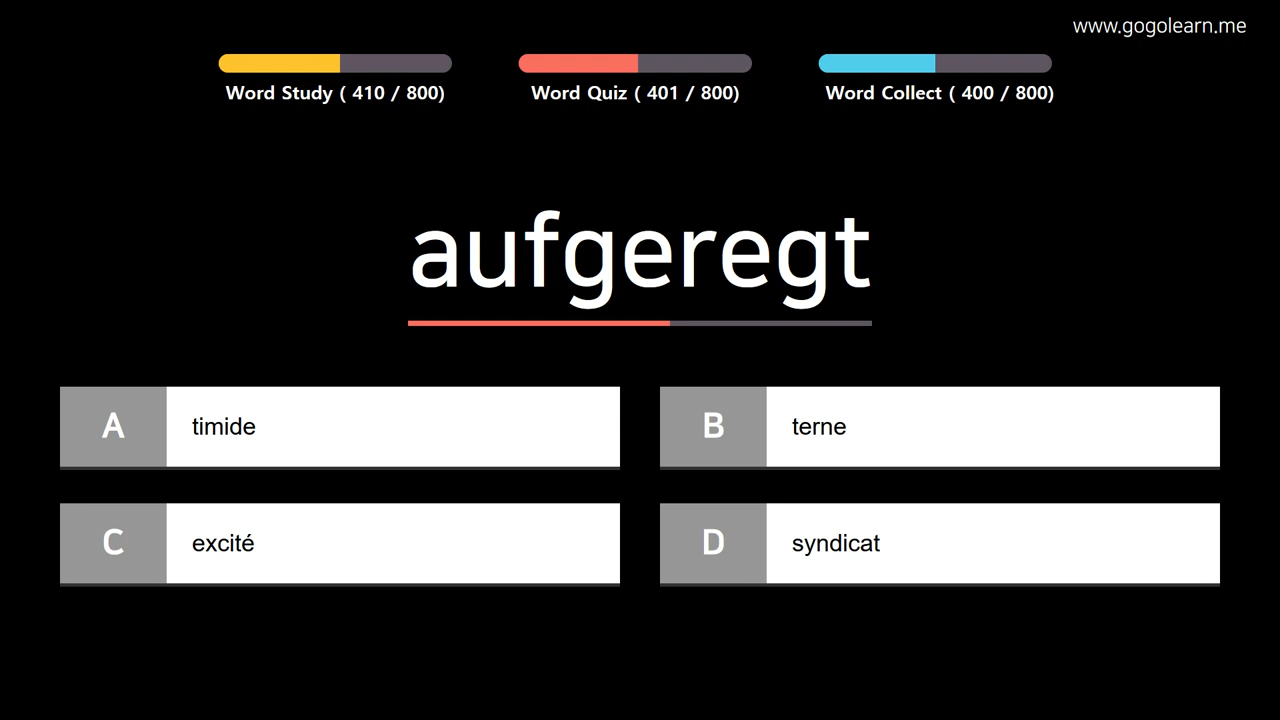 www.gogolearn.me
Word Study ( 410 / 800)
Word Quiz ( 401 / 800)
Word Collect ( 400 / 800)
aufgeregt
A
timide
B
terne
C
excité
D
syndicat